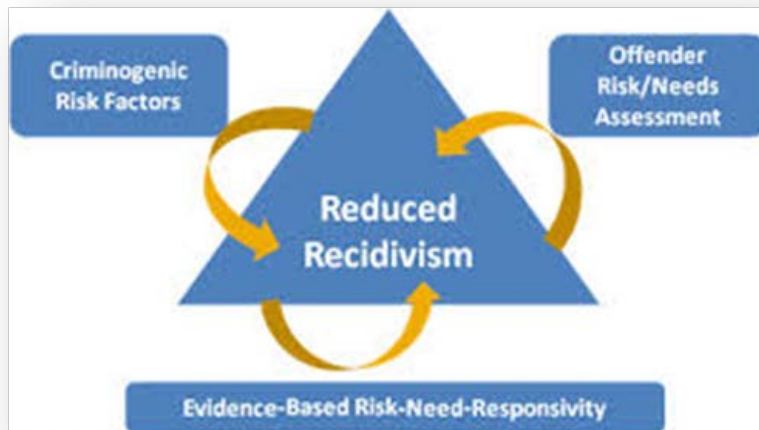 Criminogenic
Risk Factors
Offender
Risk/Needs
Assessment
Reduced
Recidivism
Evidence-Based Risk-Need-Responsivity